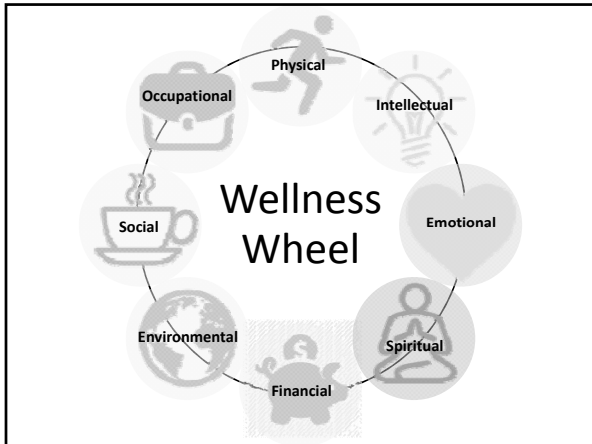 Physical
Occupational
Intellectual
Wellness
Wheel
Social
Emotional
Environmental
Spiritual
$
Financial